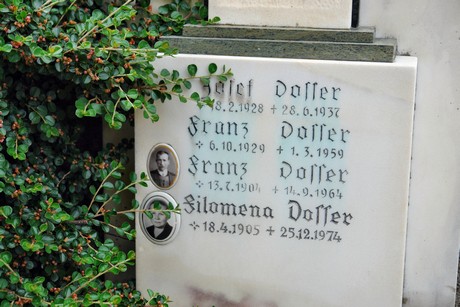 Josef Dosser
18.2.1928 + 28.6.1937
Franz Dosser
* 6.10.1929 + 1.3.1959
Franz Dosser
* 13.7.1904 + 14.9.1964
Filomena Dosser
* 18.4.1905 + 25.12.1974